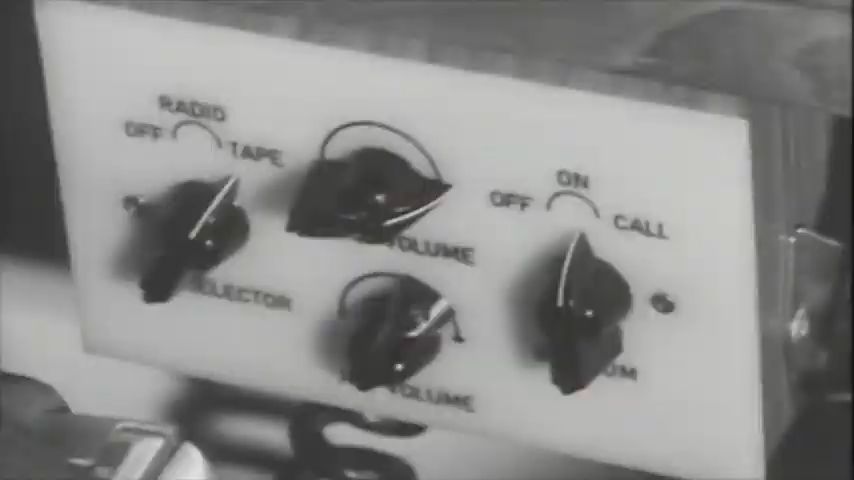 RADIO
OFF
TAPE
SELECTOR
VOLUME
VOLUME
ON
OFF
CALL